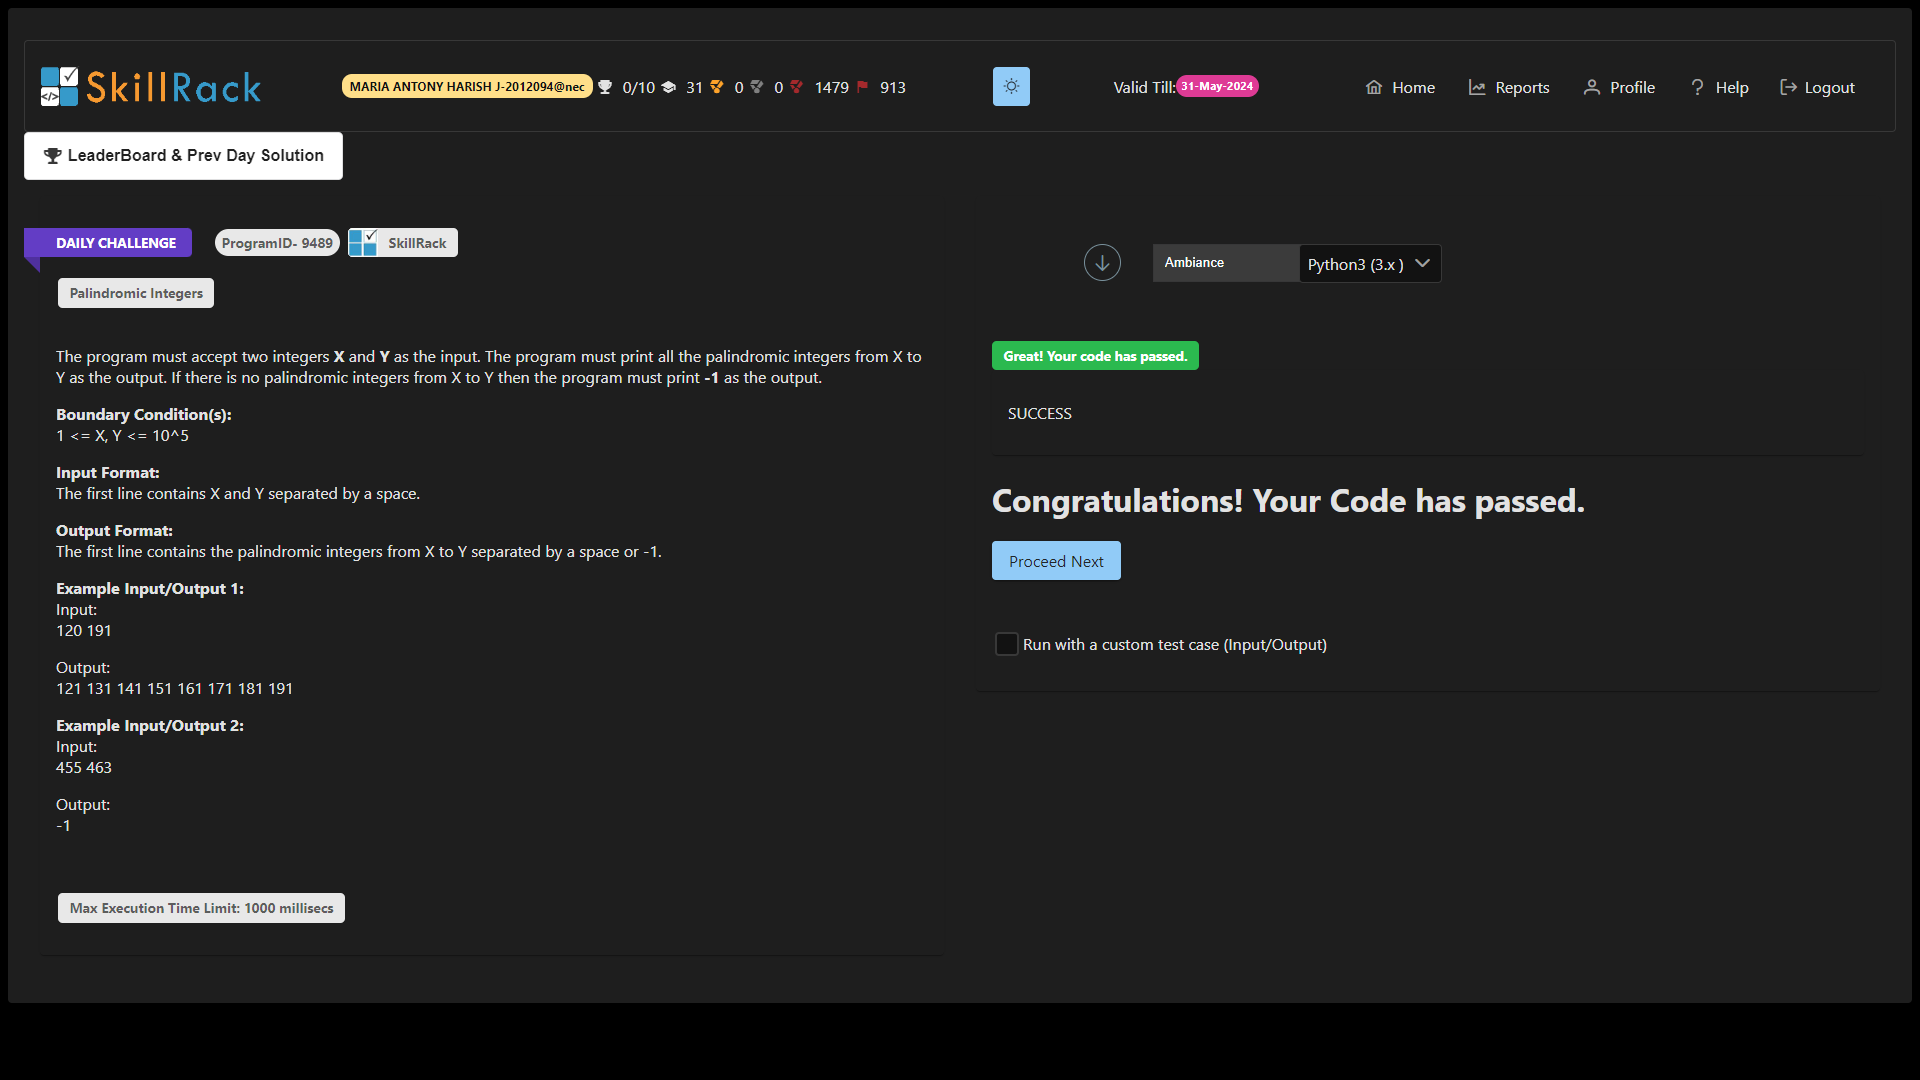 SkillRack
MARIA ANTONY HARISH J-2012094@nec 0/10 31 0 0 1479 913
Valid Till: 31-May-2024
Home Reports Profile Help Logout
LeaderBoard & Prev Day Solution
DAILY CHALLENGE ProgramID- 9489 SkillRack
Palindromic Integers
The program must accept two integers X and Y as the input. The program must print all the palindromic integers from X to
Y as the output. If there is no palindromic integers from X to Y then the program must print -1 as the output.
Boundary Condition(s):
1 <= X, Y <= 10^5
Input Format:
The first line contains X and Y separated by a space.
Output Format:
The first line contains the palindromic integers from X to Y separated by a space or -1.
Example Input/Output 1:
Input:
120 191
Output:
121 131 141 151 161 171 181 191
Example Input/Output 2:
Input:
455 463
Output:
-1
Max Execution Time Limit: 1000 millisecs
Ambiance Python3 (3.x )
Great! Your code has passed.
SUCCESS
Congratulations! Your Code has passed.
Proceed Next
Run with a custom test case (Input/Output)